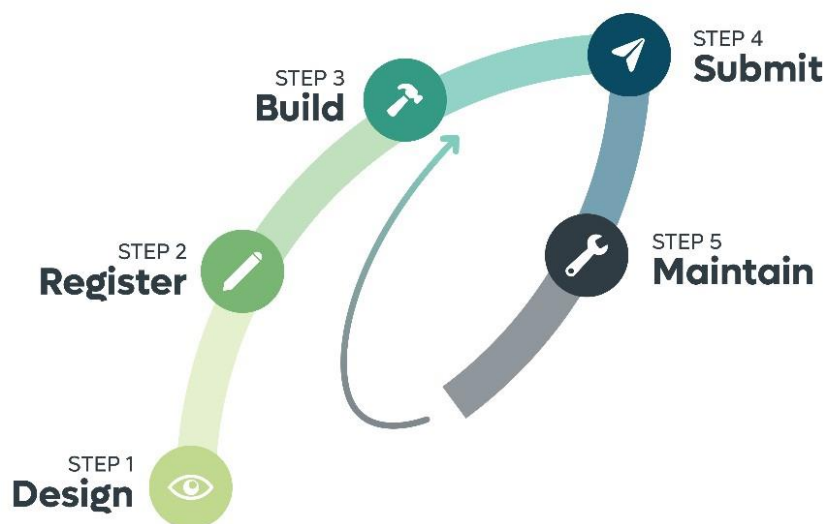 STEP 1
Design
STEP 2
Register
STEP 3
Build
STEP 4
Submit
STEP 5
Maintain